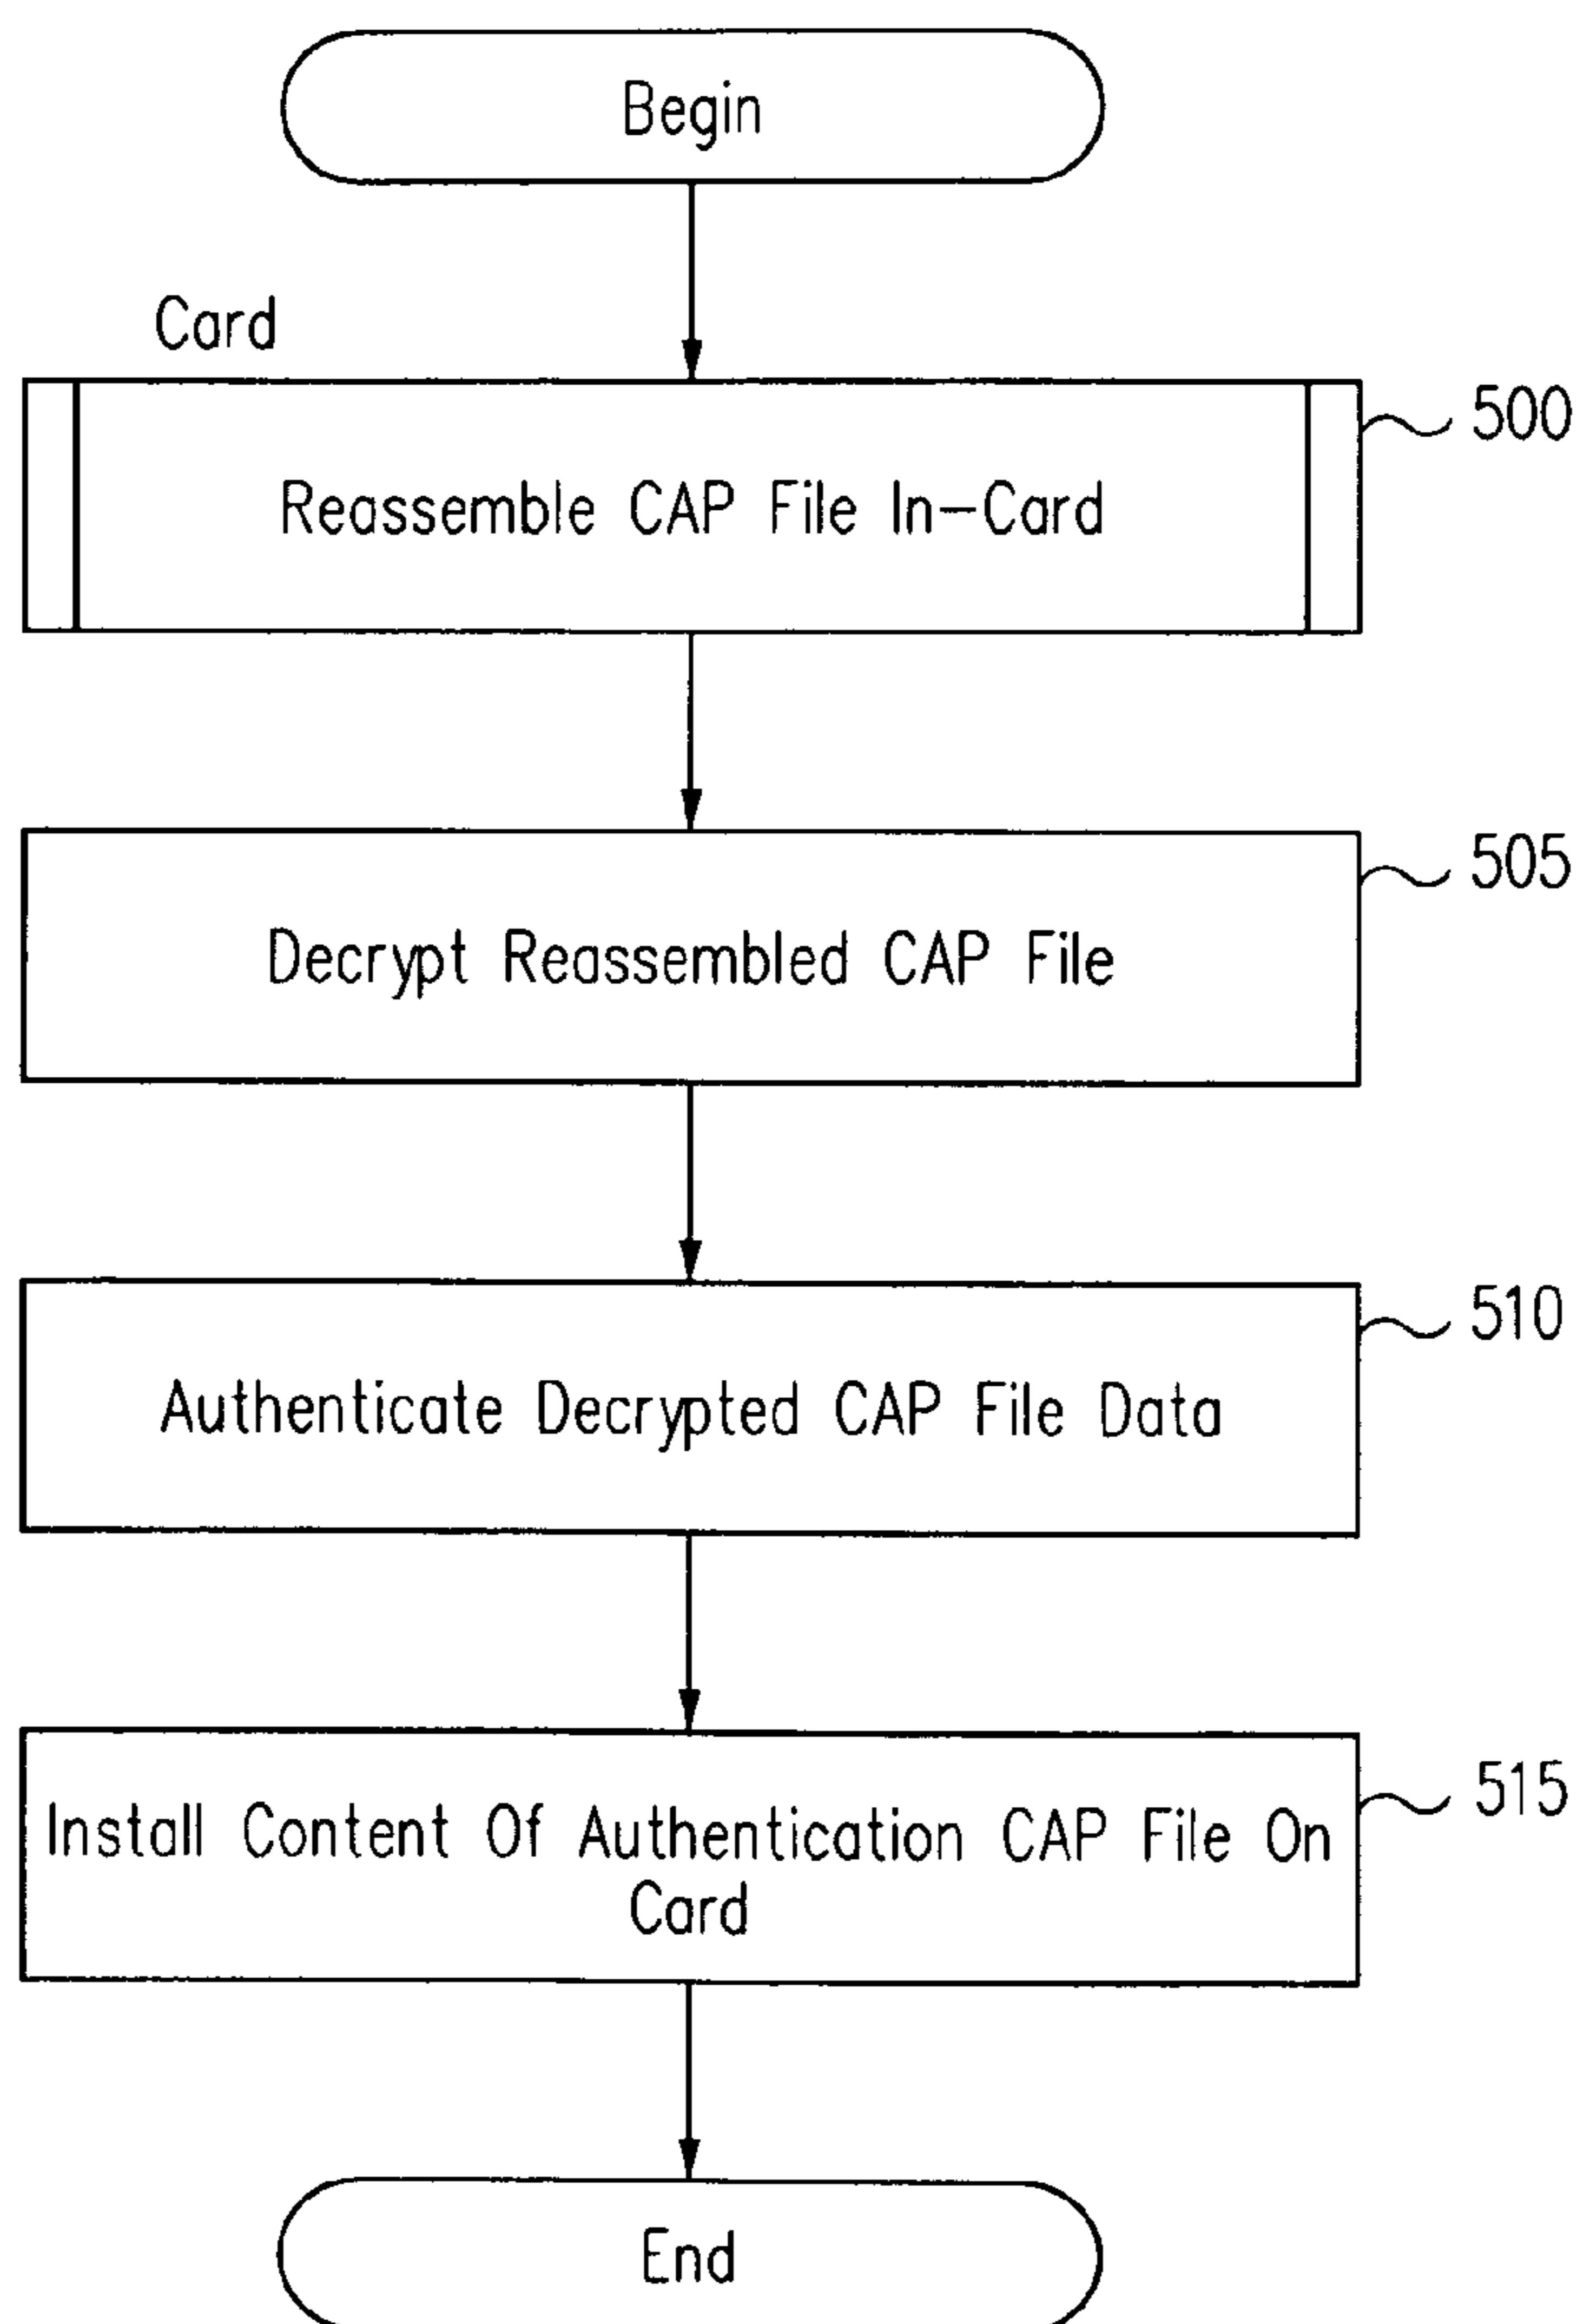 Begin
Card
500
Reassemble CAP File In-Card
505
Decrypt Reassembled CAP File
510
Authenticate Decrypted CAP File Data
515
Install Content Of Authentication CAP File On
Card
End